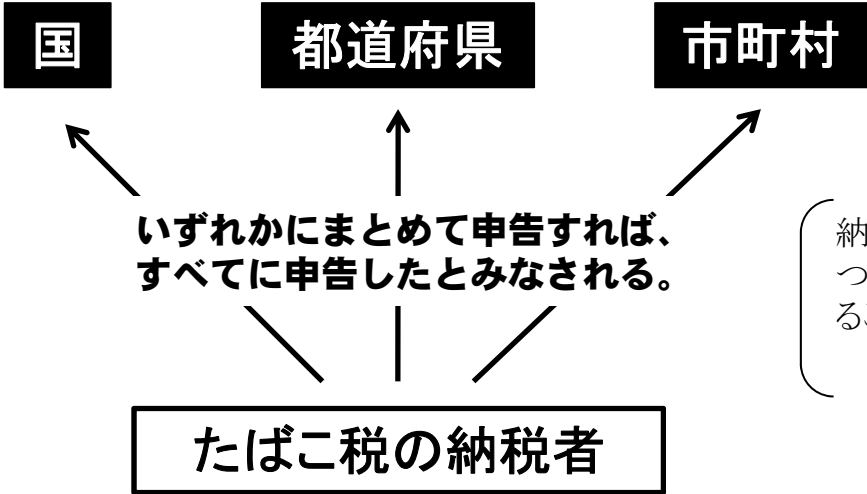 国
都道府県
市町村
いずれかにまとめて申告すれば、
すべてに申告したとみなされる。
納
つ
る
たばこ税の納税者